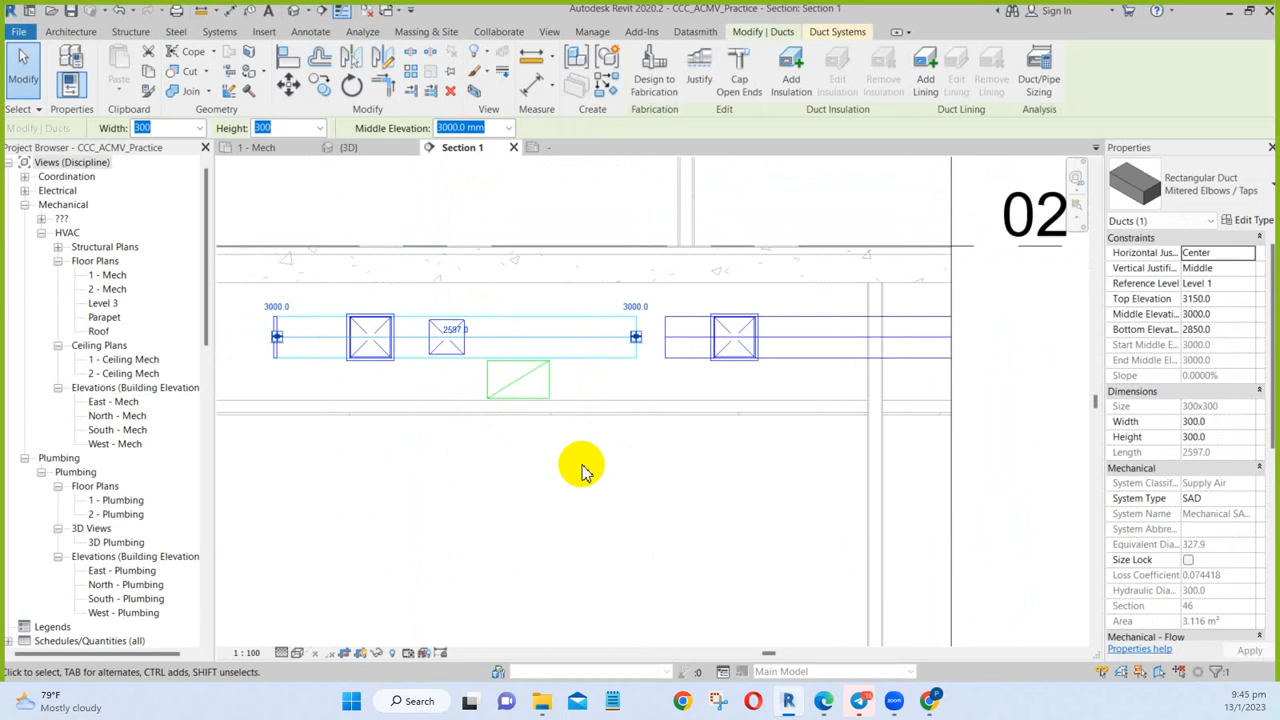 Autodesk Revit 2020.2 - CCC_ACMV_Practice - Section: Section 1
Sign In
File Architecture Structure Steel Systems Insert Annotate Analyze Massing & Site Collaborate View Manage Add-Ins Datasmith Modify | Ducts Duct Systems
Modify
Properties
Paste
Cope
Cut
Join
Design to Fabrication
Justify
Cap Open Ends
Add Insulation
Edit Insulation
Remove Insulation
Add Lining
Edit Lining
Remove Lining
Duct/Pipe Sizing
Select Properties Clipboard Geometry Modify View Measure Create Fabrication Edit Duct Insulation Duct Lining Analysis
Modify | Ducts Width: 300 Height: 300 Middle Elevation: 3000.0 mm
Project Browser - CCC_ACMV_Practice
1 - Mech {3D} Section 1 -
Views (Discipline)
Coordination
Electrical
Mechanical
???
HVAC
Structural Plans
Floor Plans
1 - Mech
2 - Mech
Level 3
Parapet
Roof
Ceiling Plans
1 - Ceiling Mech
2 - Ceiling Mech
Elevations (Building Elevation
East - Mech
North - Mech
South - Mech
West - Mech
Plumbing
Plumbing
Floor Plans
1 - Plumbing
2 - Plumbing
3D Views
3D Plumbing
Elevations (Building Elevation
East - Plumbing
North - Plumbing
South - Plumbing
West - Plumbing
Legends
Schedules/Quantities (all)
02
3000.0 3000.0
2597.0
1 : 100
Properties
Rectangular Duct
Mitered Elbows / Taps
Ducts (1) Edit Type
Constraints
Horizontal Jus... Center
Vertical Justifi... Middle
Reference Level Level 1
Top Elevation 3150.0
Middle Elevati... 3000.0
Bottom Elevati... 2850.0
Start Middle El... 3000.0
End Middle El... 3000.0
Slope 0.0000%
Dimensions
Size 300x300
Width 300.0
Height 300.0
Length 2597.0
Mechanical
System Classif... Supply Air
System Type SAD
System Name Mechanical SA...
System Abbre...
Equivalent Dia... 327.9
Size Lock
Loss Coefficient 0.074418
Hydraulic Dia... 300.0
Section 46
Area 3.116 m²
Mechanical - Flow
Properties help Apply
Click to select, TAB for alternates, CTRL adds, SHIFT unselects.
:0 Main Model :1
79°F
Mostly cloudy
Search
9:45 pm
13/1/2023